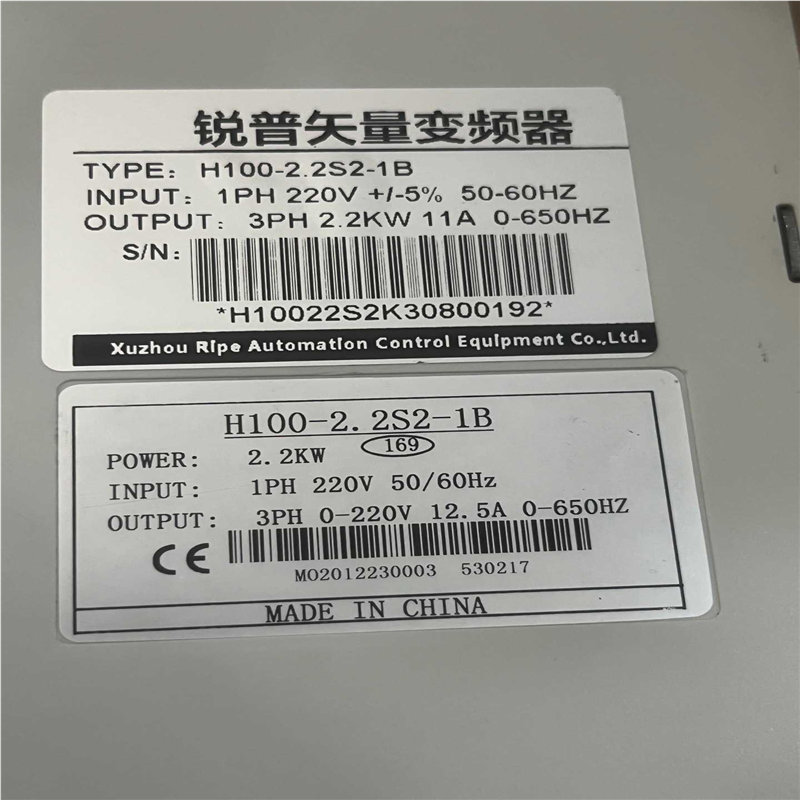 锐普矢量变频器
TYPE: H100-2.2S2-1B
INPUT: 1PH 220V +/-5% 50-60HZ
OUTPUT: 3PH 2.2KW 11A 0-650HZ
S/N:
*H10022S2K30800192*
Xuzhou Ripe Automation Control Equipment Co.,Ltd.
H100-2.2S2-1B
169
POWER: 2.2KW
INPUT: 1PH 220V 50/60Hz
OUTPUT: 3PH 0-220V 12.5A 0-650HZ
CE
MO2012230003 530217
MADE IN CHINA